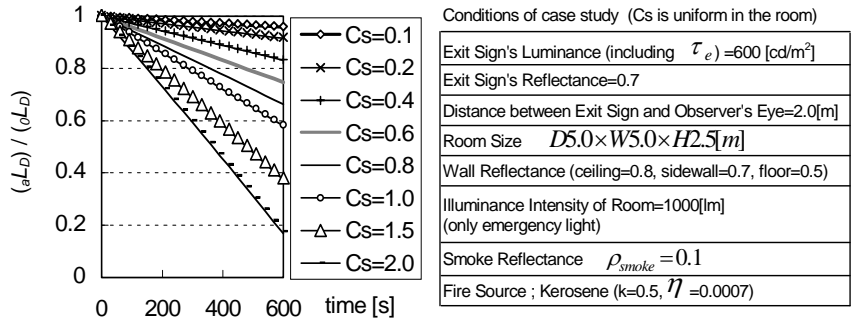 1
0.8
0.6
0.4
0.2
0
(aLD) / (0LD)
0 200 400 600
time [s]
Cs=0.1
Cs=0.2
Cs=0.4
Cs=0.6
Cs=0.8
Cs=1.0
Cs=1.5
Cs=2.0
Conditions of case study (Cs is uniform in the room)
Exit Sign's Luminance (including τe) =600 [cd/m²]
Exit Sign's Reflectance=0.7
Distance between Exit Sign and Observer's Eye=2.0[m]
Room Size D5.0×W5.0×H2.5[m]
Wall Reflectance (ceiling=0.8, sidewall=0.7, floor=0.5)
Illuminance Intensity of Room=1000[lm]
(only emergency light)
Smoke Reflectance ρsmoke=0.1
Fire Source ; Kerosene (k=0.5, η =0.0007)